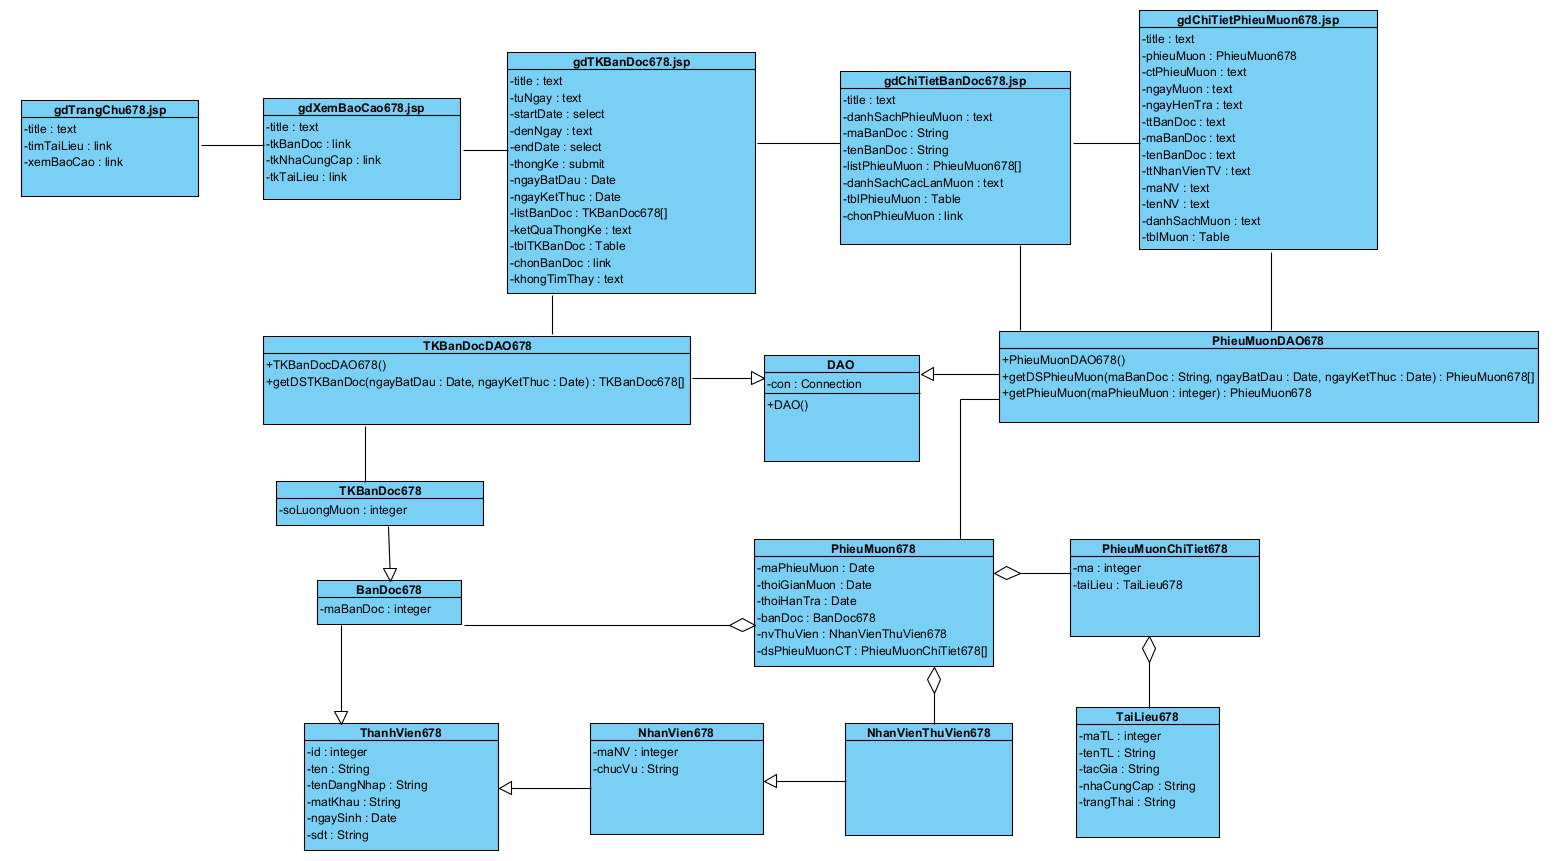 gdTrangChu678.jsp
-title : text
-timTaiLieu : link
-xemBaoCao : link
gdXemBaoCao678.jsp
-title : text
-tkBanDoc : link
-tkNhaCungCap : link
-tkTaiLieu : link
gdTKBanDoc678.jsp
-title : text
-tuNgay : text
-startDate : select
-denNgay : text
-endDate : select
-thongKe : submit
-ngayBatDau : Date
-ngayKetThuc : Date
-listBanDoc : TKBanDoc678[]
-ketQuaThongKe : text
-tblTKBanDoc : Table
-chonBanDoc : link
-khongTimThay : text
gdChiTietBanDoc678.jsp
-title : text
-danhSachPhieuMuon : text
-maBanDoc : String
-tenBanDoc : String
-listPhieuMuon : PhieuMuon678[]
-danhSachCacLanMuon : text
-tblPhieuMuon : Table
-chonPhieuMuon : link
gdChiTietPhieuMuon678.jsp
-title : text
-phieuMuon : PhieuMuon678
-ctPhieuMuon : text
-ngayMuon : text
-ngayHenTra : text
-ttBanDoc : text
-maBanDoc : text
-tenBanDoc : text
-ttNhanVienTV : text
-maNV : text
-tenNV : text
-danhSachMuon : text
-tblMuon : Table
TKBanDocDAO678
+TKBanDocDAO678()
+getDSTKBanDoc(ngayBatDau : Date, ngayKetThuc : Date) : TKBanDoc678[]
DAO
-con : Connection
+DAO()
PhieuMuonDAO678
+PhieuMuonDAO678()
+getDSPhieuMuon(maBanDoc : String, ngayBatDau : Date, ngayKetThuc : Date) : PhieuMuon678[]
+getPhieuMuon(maPhieuMuon : integer) : PhieuMuon678
TKBanDoc678
-soLuongMuon : integer
BanDoc678
-maBanDoc : integer
PhieuMuon678
-maPhieuMuon : Date
-thoiGianMuon : Date
-thoiHanTra : Date
-banDoc : BanDoc678
-nvThuVien : NhanVienThuVien678
-dsPhieuMuonCT : PhieuMuonChiTiet678[]
PhieuMuonChiTiet678
-ma : integer
-taiLieu : TaiLieu678
ThanhVien678
-id : integer
-ten : String
-tenDangNhap : String
-matKhau : String
-ngaySinh : Date
-sdt : String
NhanVien678
-maNV : integer
-chucVu : String
NhanVienThuVien678
TaiLieu678
-maTL : integer
-tenTL : String
-tacGia : String
-nhaCungCap : String
-trangThai : String